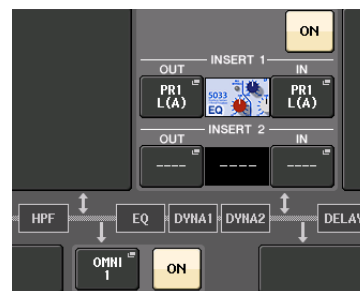 ON
INSERT 1
OUT
IN
PR1
L(A)
5033
EQ
PR1
L(A)
INSERT 2
OUT
IN
----
----
----
HPF
EQ
DYNA1
DYNA2
DELAY
OMNI
1
ON